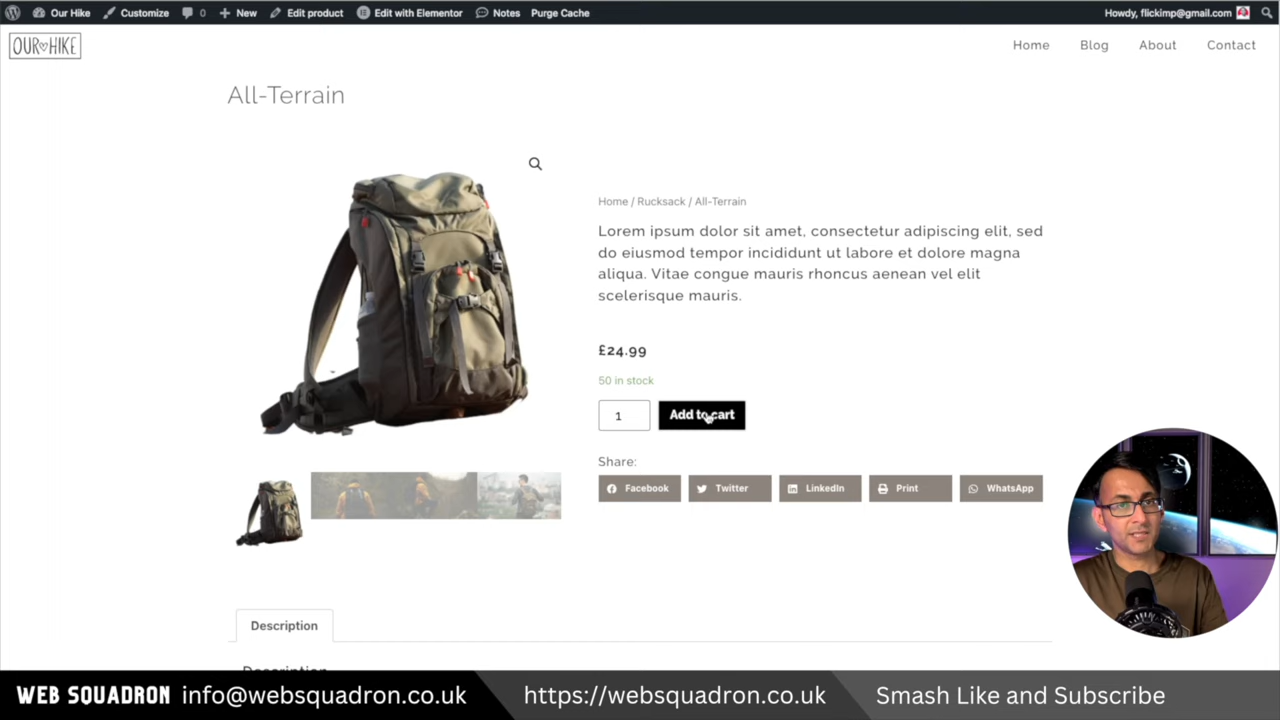 Our Hike Customize 0 New Edit product Edit with Elementor Notes Purge Cache Howdy, flickimp@gmail.com
OUR HIKE Home Blog About Contact
All-Terrain
Home / Rucksack / All-Terrain
Lorem ipsum dolor sit amet, consectetur adipiscing elit, sed
do eiusmod tempor incididunt ut labore et dolore magna
aliqua. Vitae congue mauris rhoncus aenean vel elit
scelerisque mauris.
£24.99
50 in stock
1 Add to cart
Share:
Facebook Twitter LinkedIn Print WhatsApp
Description
Description
WEB SQUADRON info@websquadron.co.uk https://websquadron.co.uk Smash Like and Subscribe